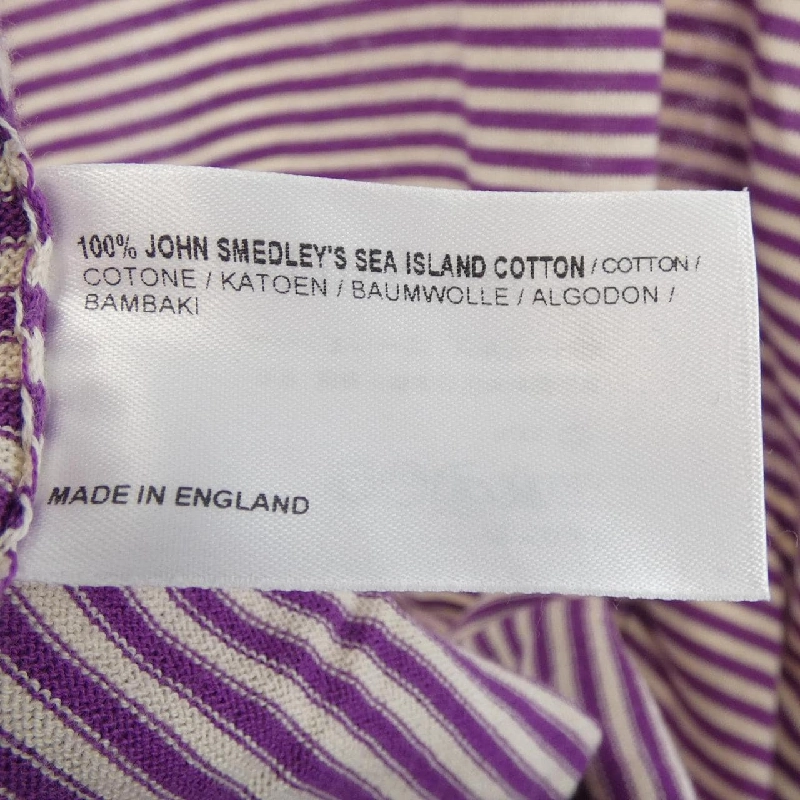 100% JOHN SMEDLEY'S SEA ISLAND COTTON / COTTON /
COTONE / KATOEN / BAUMWOLLE / ALGODON /
BAMBAKI
MADE IN ENGLAND